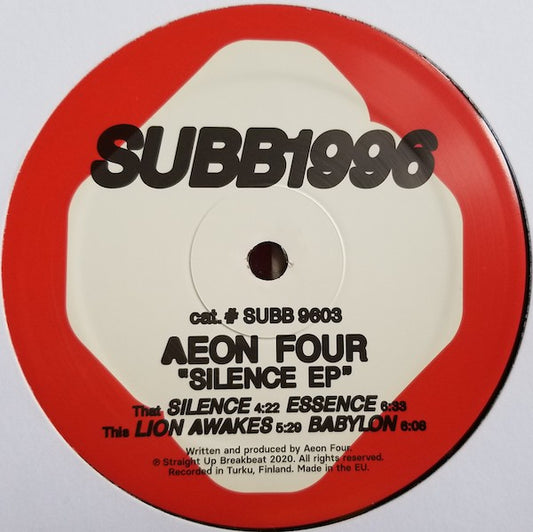 SUBB1996
cat.# SUBB 9603
AEON FOUR
"SILENCE EP"
That SILENCE 4:22 ESSENCE 6:33
This LION AWAKES 5:29 BABYLON 6:08
Written and produced by Aeon Four.
℗ Straight Up Breakbeat 2020. All rights reserved.
Recorded in Turku, Finland. Made in the EU.